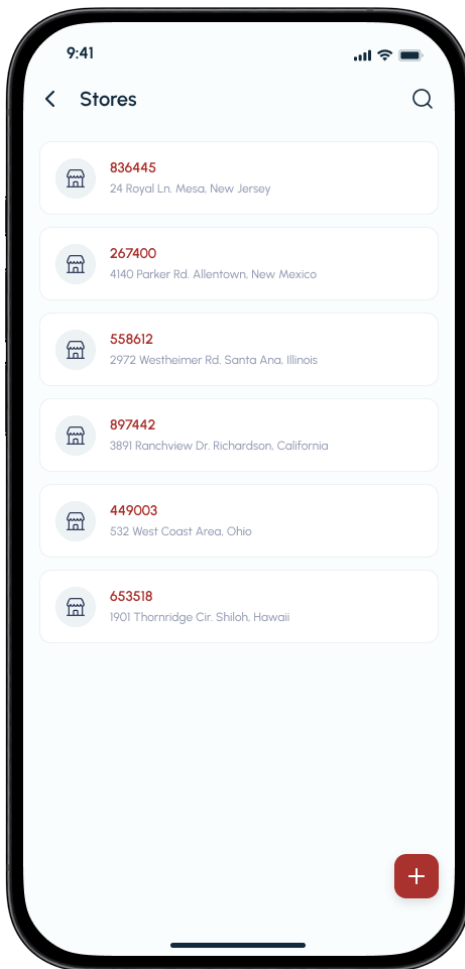 9:41
Stores
836445
24 Royal Ln. Mesa, New Jersey
267400
4140 Parker Rd. Allentown, New Mexico
558612
2972 Westheimer Rd. Santa Ana, Illinois
897442
3891 Ranchview Dr. Richardson, California
449003
532 West Coast Area, Ohio
653518
1901 Thornridge Cir. Shiloh, Hawaii